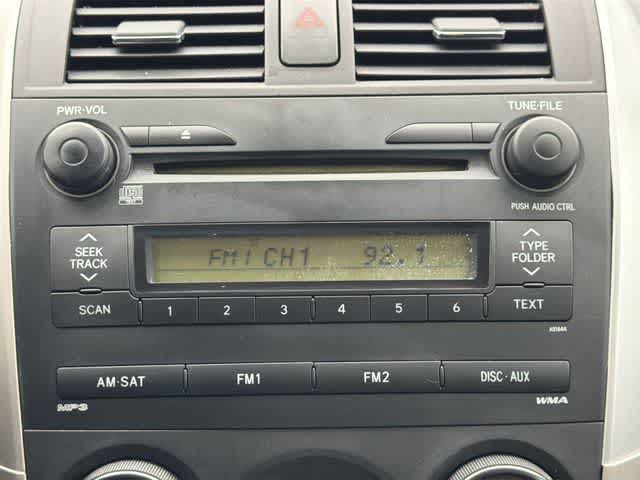 PWR·VOL
TUNE·FILE
PUSH AUDIO CTRL
SEEK
TRACK
FM1 CH1 92.1
TYPE
FOLDER
SCAN
1 2 3 4 5 6
TEXT
AM·SAT
FM1
FM2
DISC·AUX
MP3
WMA